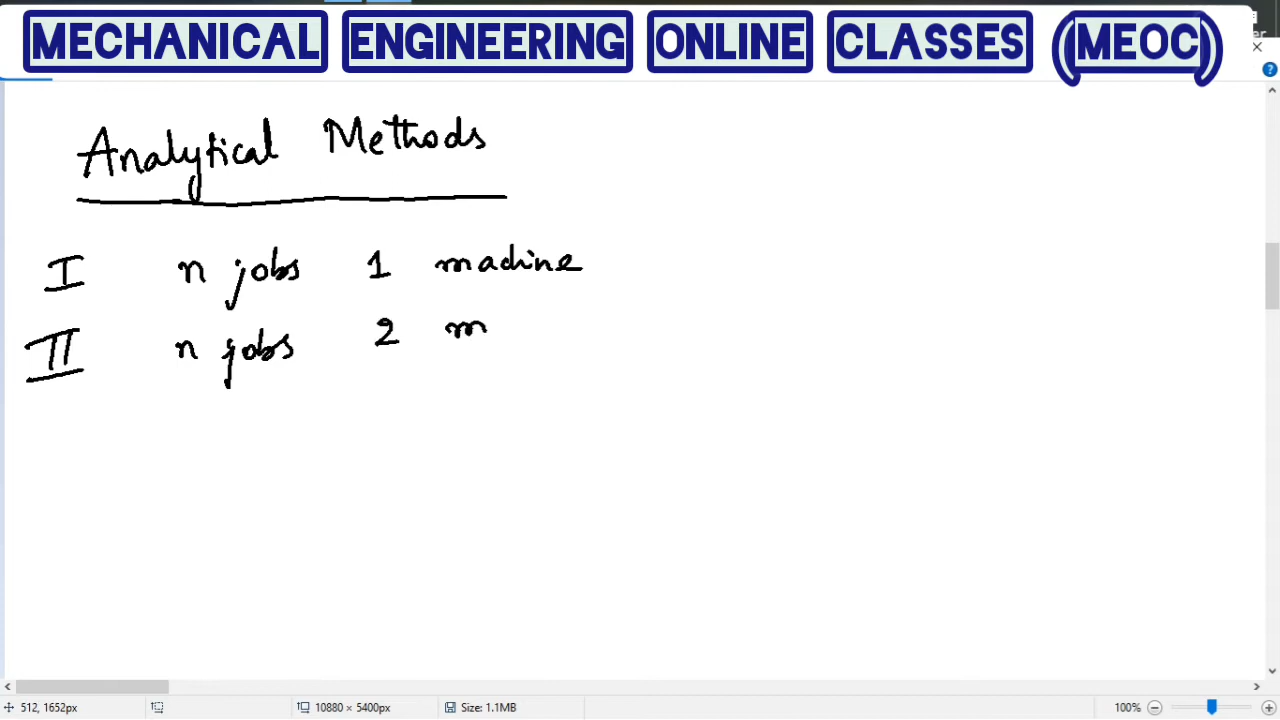 MECHANICAL ENGINEERING ONLINE CLASSES (MEOC)
Analytical Methods
I n jobs 1 machine
II n jobs 2 m
512, 1652px 10880 × 5400px Size: 1.1MB 100%